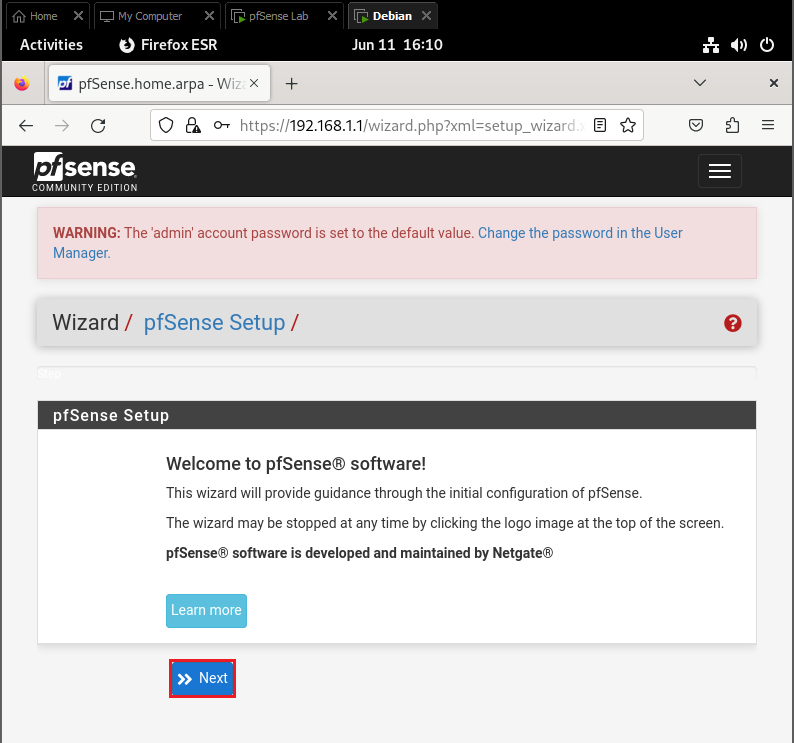 Home
My Computer
pfSense Lab
Debian
Activities
Firefox ESR
Jun 11 16:10
pfSense.home.arpa - Wiz
https://192.168.1.1/wizard.php?xml=setup_wizard.x
pfsense
COMMUNITY EDITION
WARNING: The 'admin' account password is set to the default value. Change the password in the User
Manager.
Wizard / pfSense Setup /
Step
pfSense Setup
Welcome to pfSense® software!
This wizard will provide guidance through the initial configuration of pfSense.
The wizard may be stopped at any time by clicking the logo image at the top of the screen.
pfSense® software is developed and maintained by Netgate®
Learn more
Next